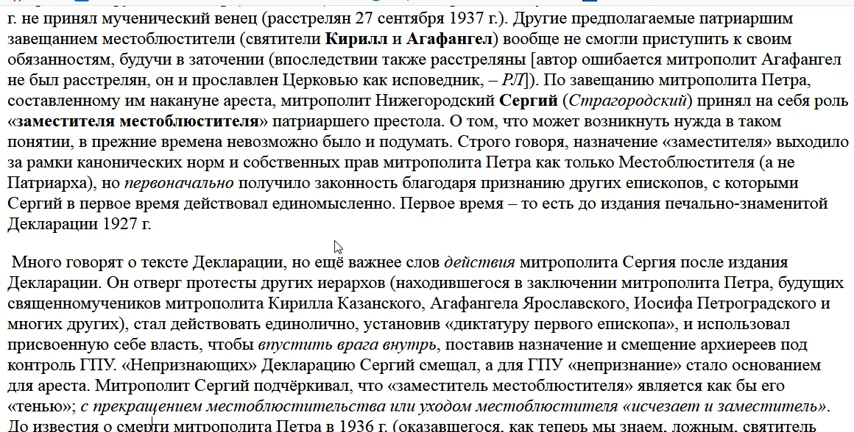 г. не принял мученический венец (расстрелян 27 сентября 1937 г.). Другие предполагаемые патриаршим
завещанием местоблюстители (святители Кирилл и Агафангел) вообще не смогли приступить к своим
обязанностям, будучи в заточении (впоследствии также расстреляны [автор ошибается митрополит Агафангел
не был расстрелян, он и прославлен Церковью как исповедник, – РЛ]). По завещанию митрополита Петра,
составленному им накануне ареста, митрополит Нижегородский Сергий (Страгородский) принял на себя роль
«заместителя местоблюстителя» патриаршего престола. О том, что может возникнуть нужда в таком
понятии, в прежние времена невозможно было и подумать. Строго говоря, назначение «заместителя» выходило
за рамки канонических норм и собственных прав митрополита Петра как только Местоблюстителя (а не
Патриарха), но первоначально получило законность благодаря признанию других епископов, с которыми
Сергий в первое время действовал единомысленно. Первое время – то есть до издания печально-знаменитой
Декларации 1927 г.
Много говорят о тексте Декларации, но ещё важнее слов действия митрополита Сергия после издания
Декларации. Он отверг протесты других иерархов (находившегося в заключении митрополита Петра, будущих
священномучеников митрополита Кирилла Казанского, Агафангела Ярославского, Иосифа Петроградского и
многих других), стал действовать единолично, установив «диктатуру первого епископа», и использовал
присвоенную себе власть, чтобы впустить врага внутрь, поставив назначение и смещение архиереев под
контроль ГПУ. «Непризнающих» Декларацию Сергий смещал, а для ГПУ «непризнание» стало основанием
для ареста. Митрополит Сергий подчёркивал, что «заместитель местоблюстителя» является как бы его
«тенью»; с прекращением местоблюстительства или уходом местоблюстителя «исчезает и заместитель».
До известия о смерти митрополита Петра в 1936 г. (оказавшегося, как теперь мы знаем, ложным, святитель